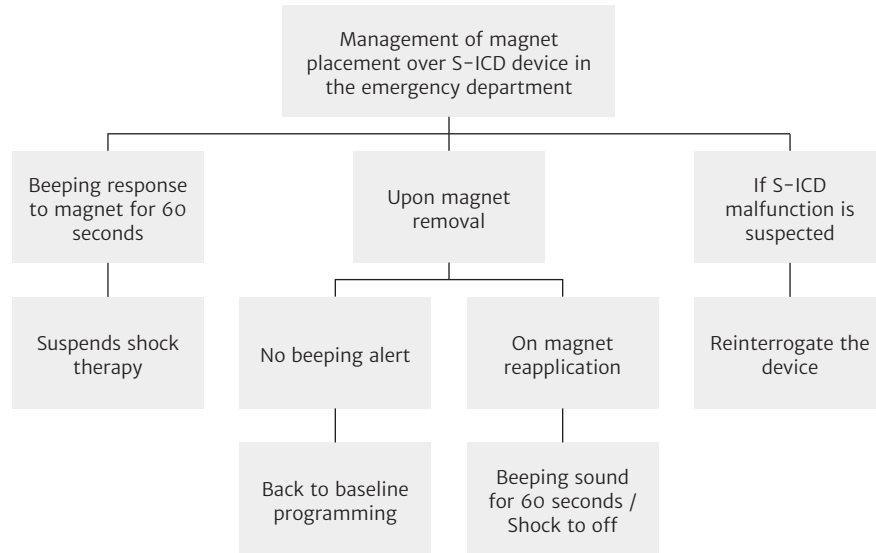 Management of magnet
placement over S-ICD device in
the emergency department
Beeping response
to magnet for 60
seconds
Upon magnet
removal
If S-ICD
malfunction is
suspected
Suspends shock
therapy
No beeping alert
On magnet
reapplication
Reinterrogate the
device
Back to baseline
programming
Beeping sound
for 60 seconds /
Shock to off